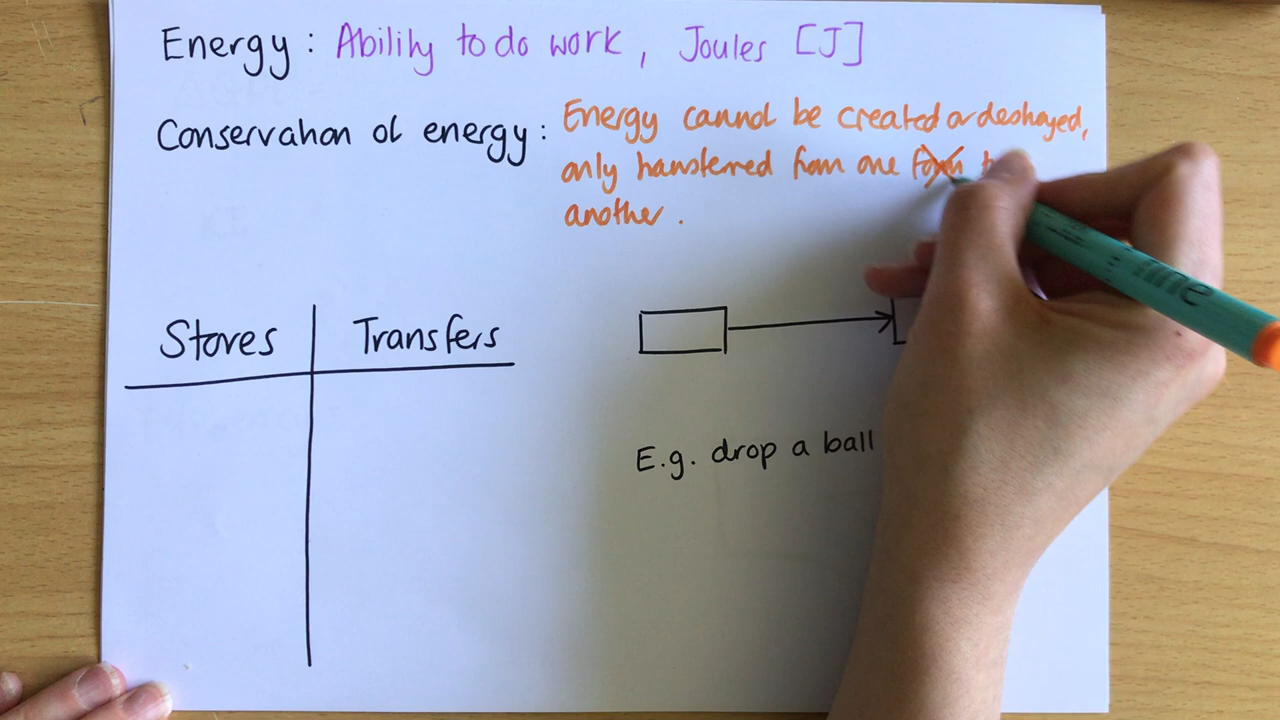 Energy : Ability to do work , Joules [J]
Conservation of energy :
Energy cannot be created or destroyed,
only transferred from one form
another .
Stores
Transfers
E.g. drop a ball